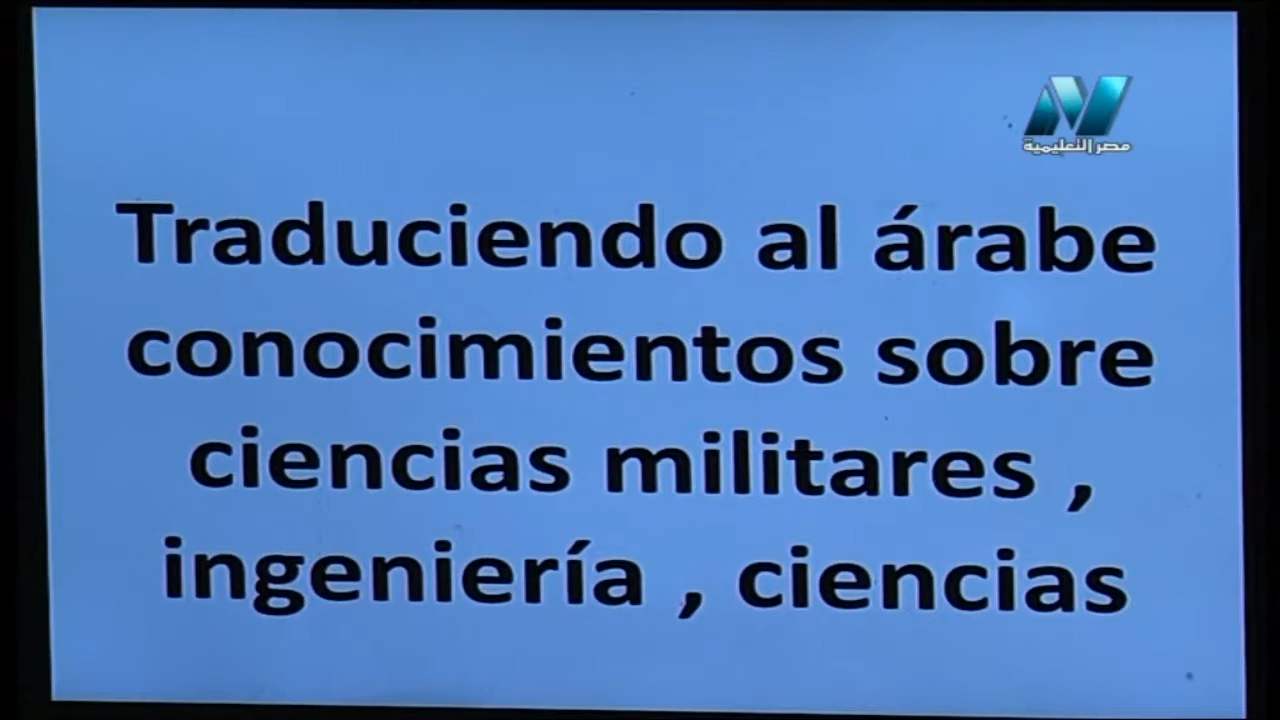 مصر التعليمية
Traduciendo al árabe
conocimientos sobre
ciencias militares ,
ingeniería , ciencias